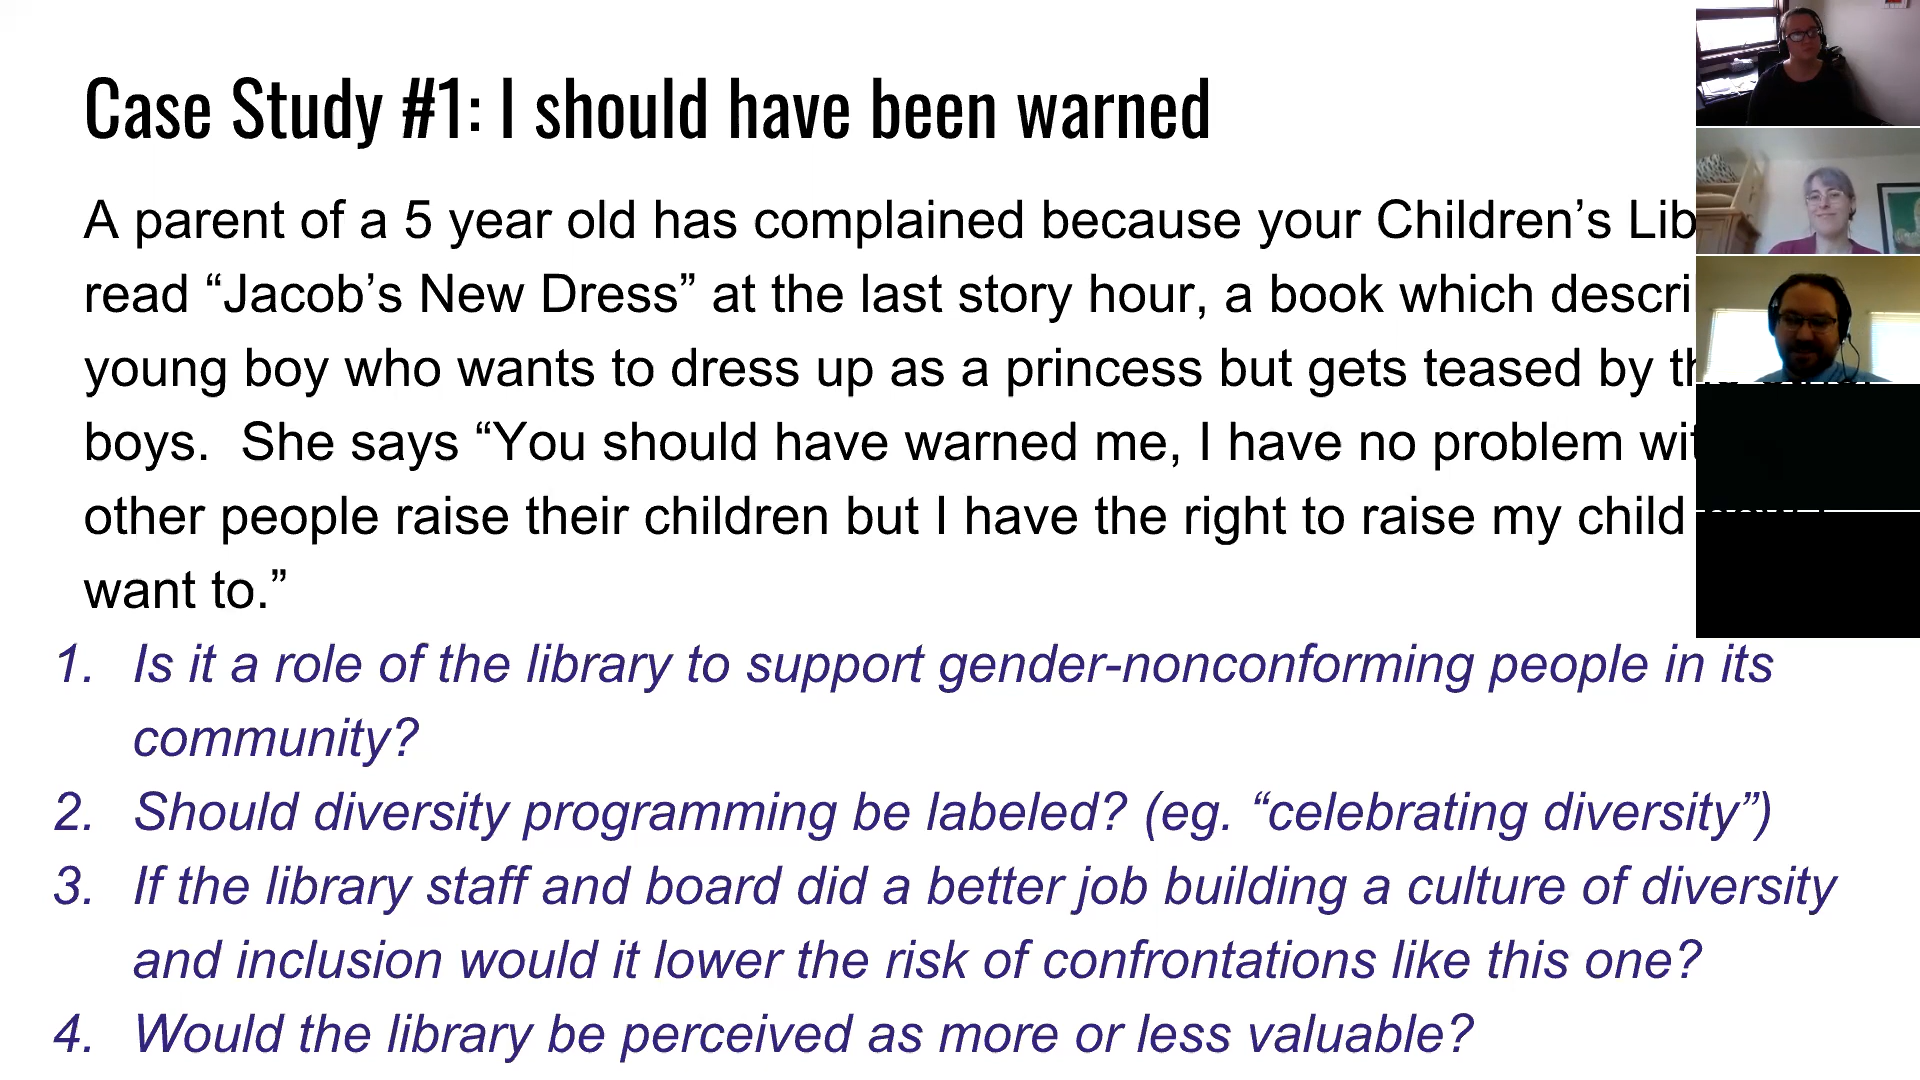 Case Study #1: I should have been warned
A parent of a 5 year old has complained because your Children’s
read “Jacob’s New Dress” at the last story hour, a book which
young boy who wants to dress up as a princess but gets teased by
boys. She says “You should have warned me, I have no problem
other people raise their children but I have the right to raise my child
want to.”
1. Is it a role of the library to support gender-nonconforming people in its
community?
2. Should diversity programming be labeled? (eg. “celebrating diversity”)
3. If the library staff and board did a better job building a culture of diversity
and inclusion would it lower the risk of confrontations like this one?
4. Would the library be perceived as more or less valuable?